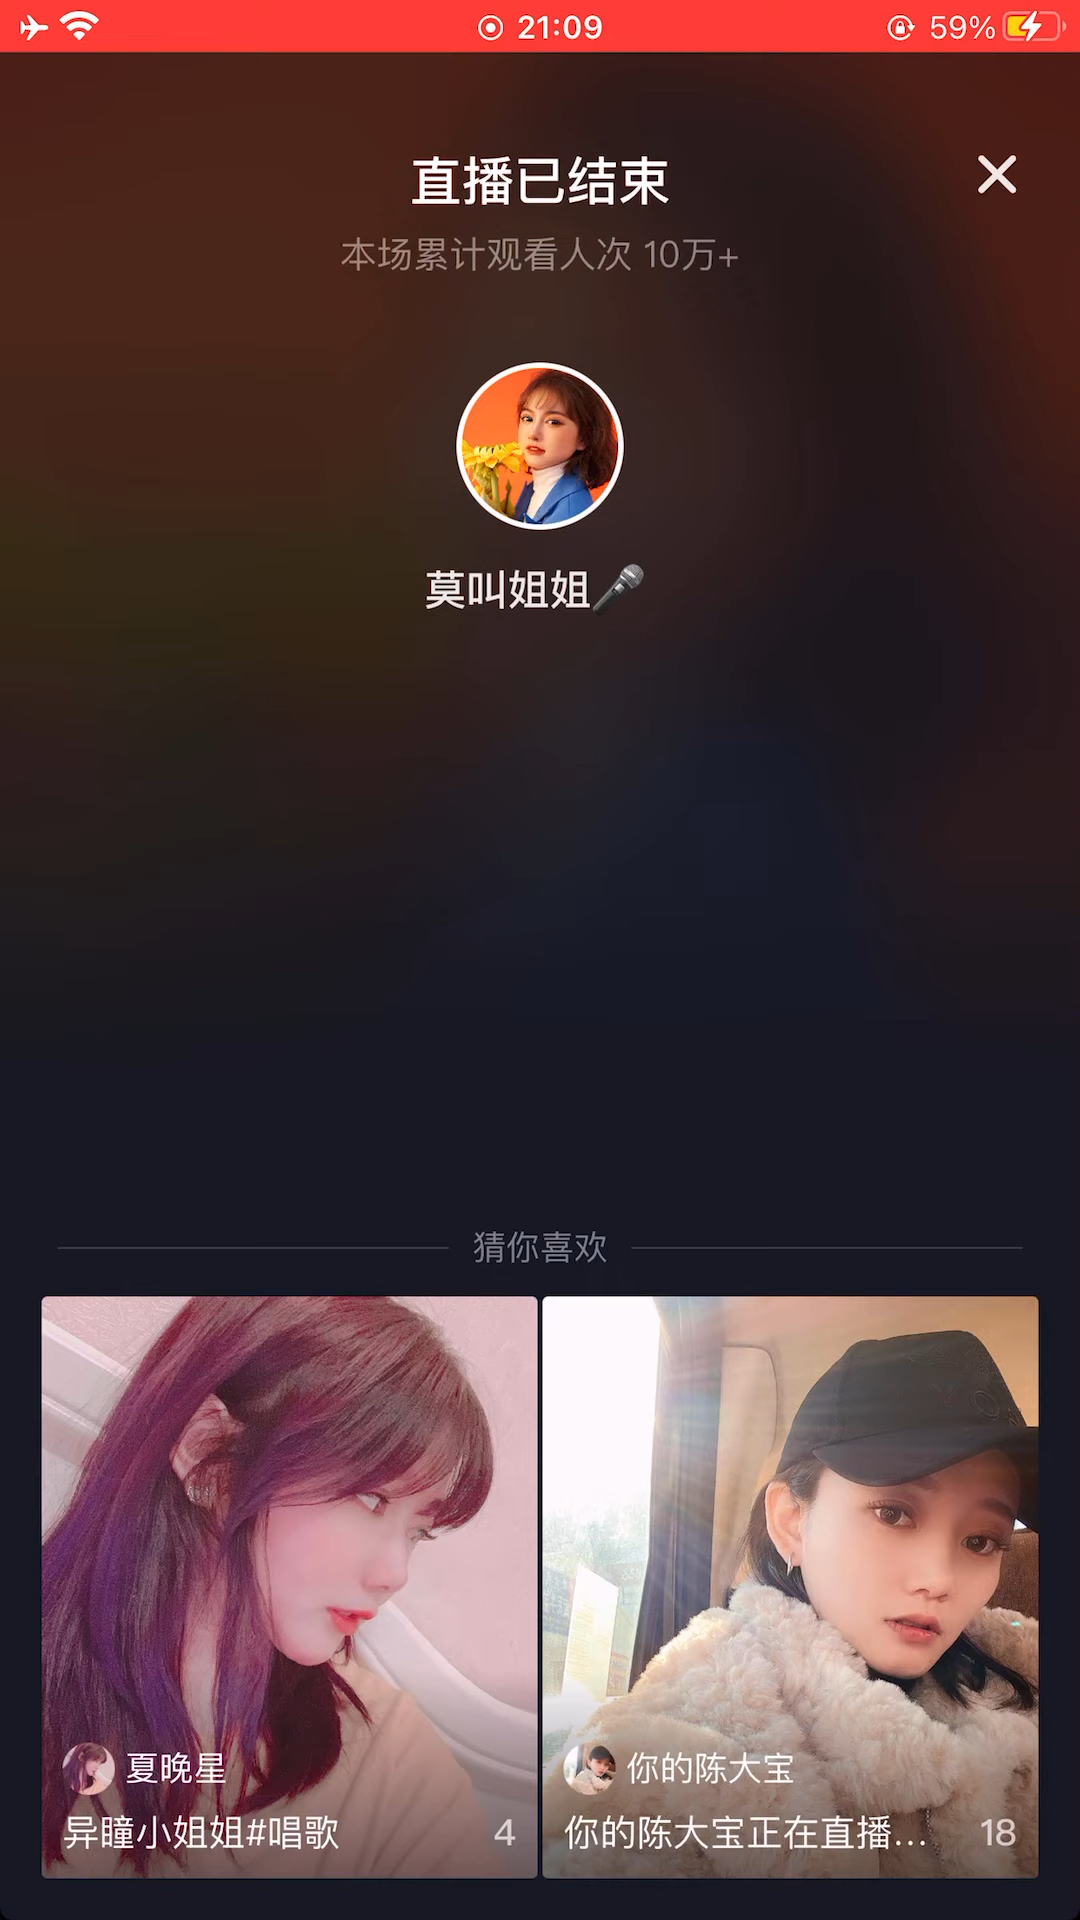 21:09
59%
直播已结束
本场累计观看人次 10万+
莫叫姐姐🎤
猜你喜欢
夏晚星
异瞳小姐姐#唱歌
4
你的陈大宝
你的陈大宝正在直播...
18